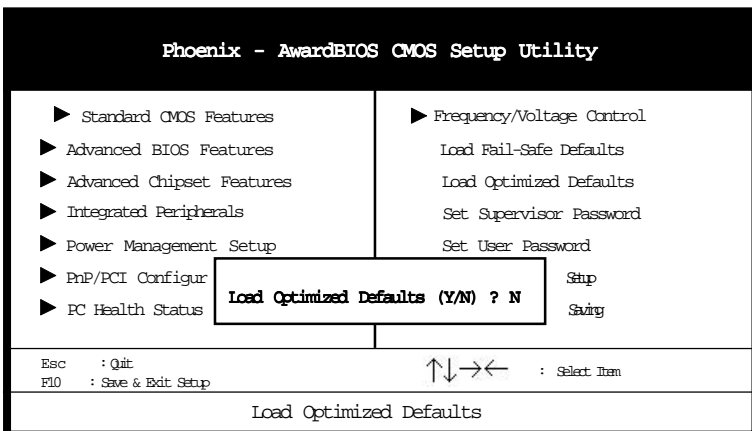 Phoenix - AwardBIOS CMOS Setup Utility
Standard CMOS Features
Advanced BIOS Features
Advanced Chipset Features
Integrated Peripherals
Power Management Setup
PnP/PCI Configur
PC Health Status
Frequency/Voltage Control
Load Fail-Safe Defaults
Load Optimized Defaults
Set Supervisor Password
Set User Password
Setup
Saving
Load Optimized Defaults (Y/N) ? N
Esc : Quit
F10 : Save & Exit Setup
↑↓→← : Select Item
Load Optimized Defaults